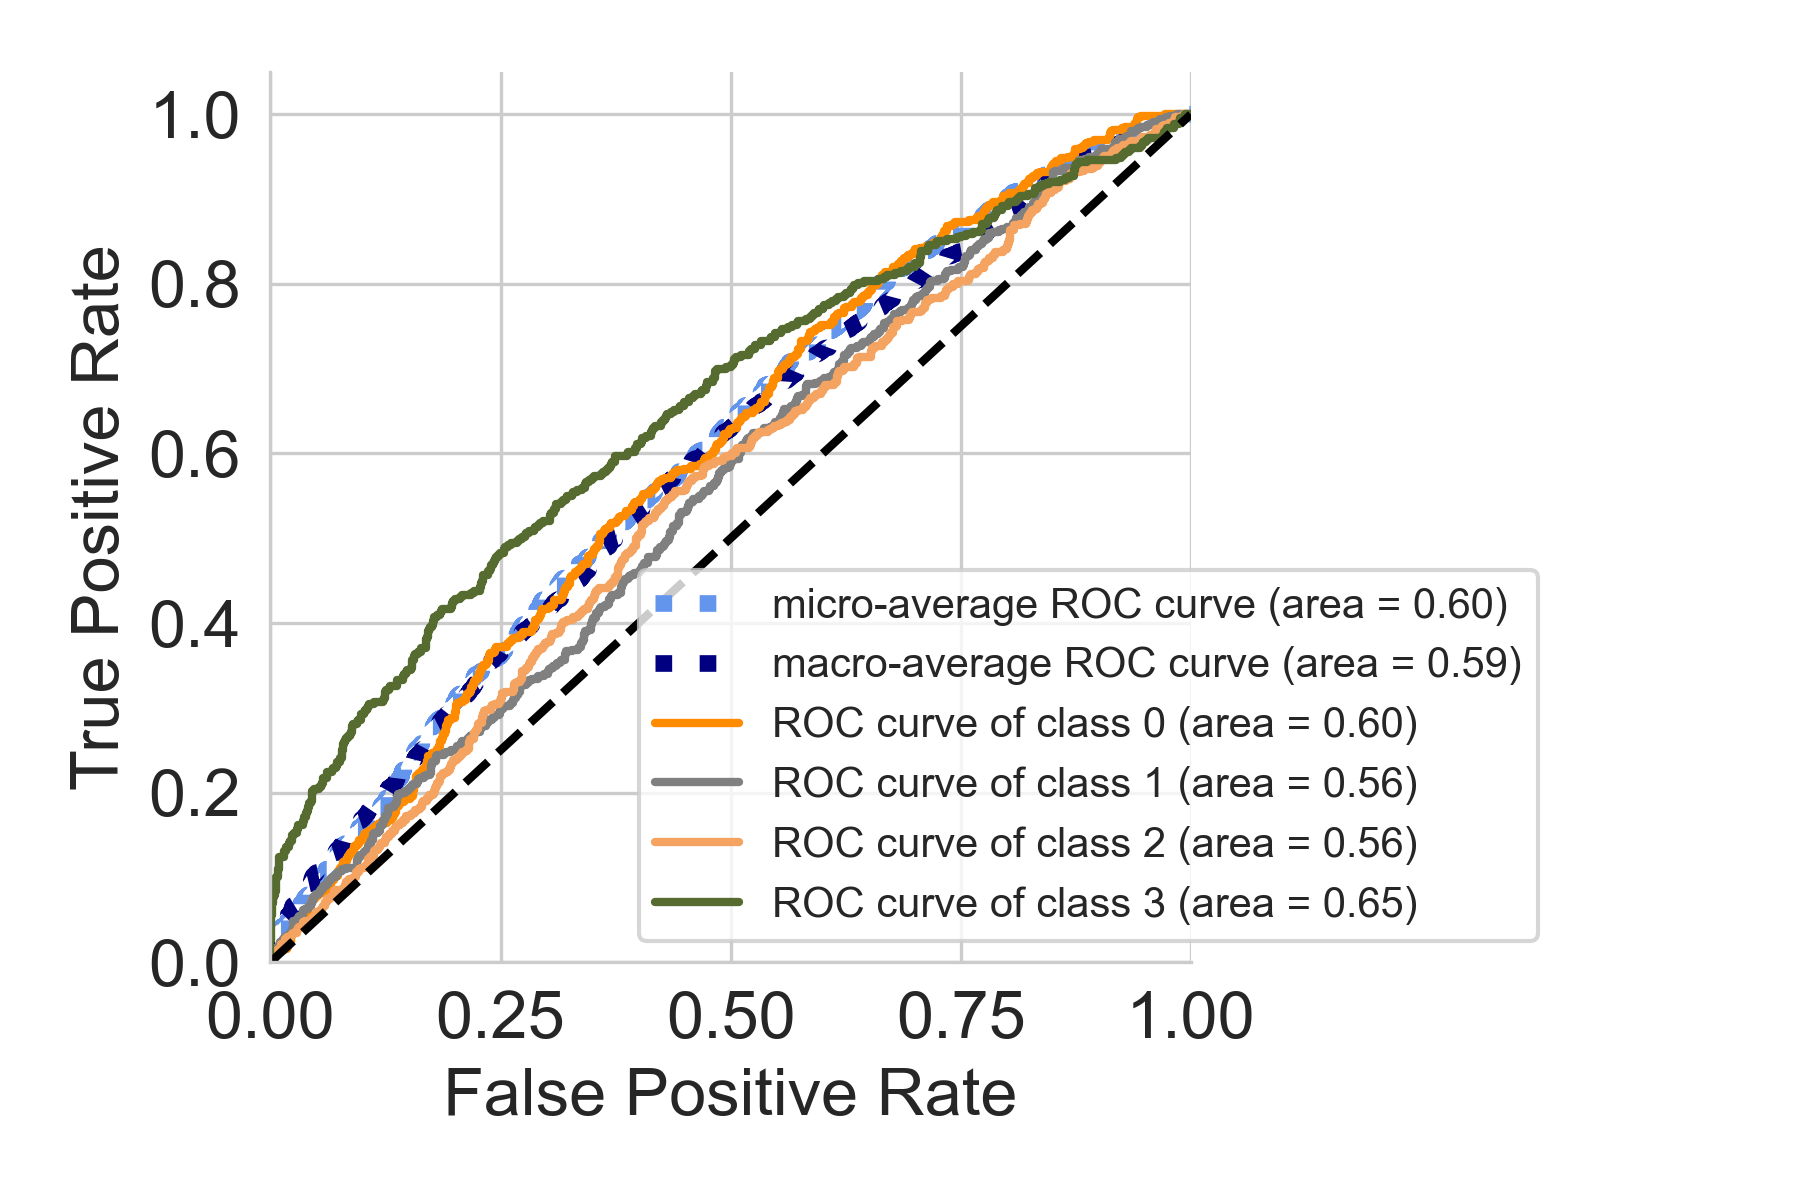 True Positive Rate
1.0
0.8
0.6
0.4
0.2
0.0
micro-average ROC curve (area = 0.60)
macro-average ROC curve (area = 0.59)
ROC curve of class 0 (area = 0.60)
ROC curve of class 1 (area = 0.56)
ROC curve of class 2 (area = 0.56)
ROC curve of class 3 (area = 0.65)
0.00 0.25 0.50 0.75 1.00
False Positive Rate